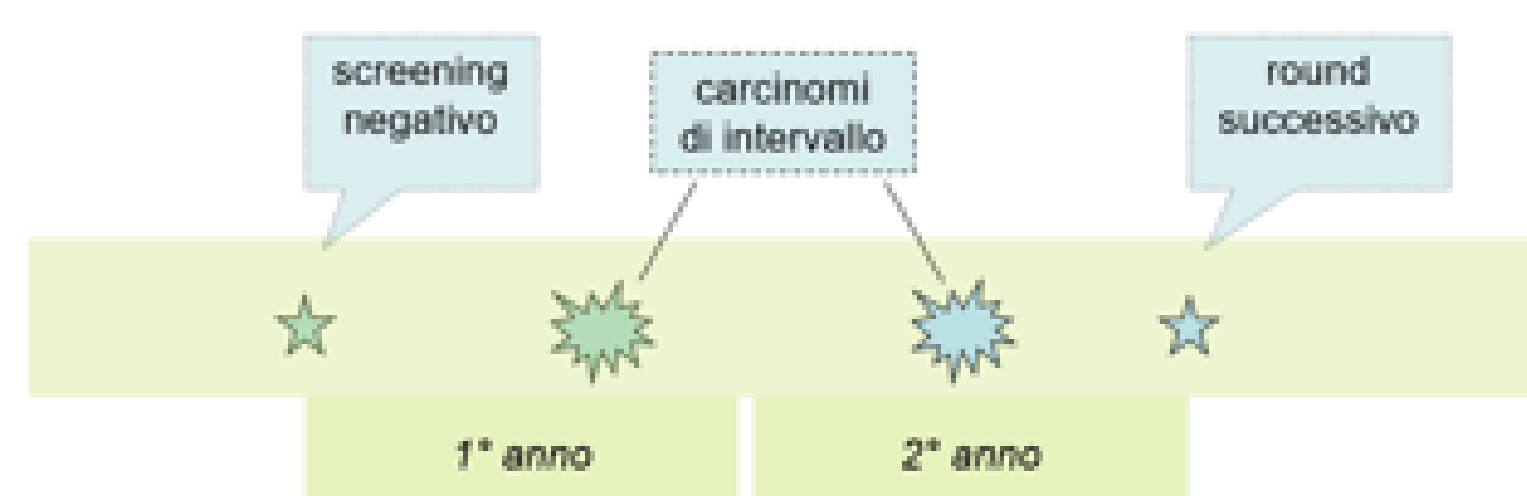 screening
negativo
carcinomi
di intervallo
round
successivo
1° anno
2° anno